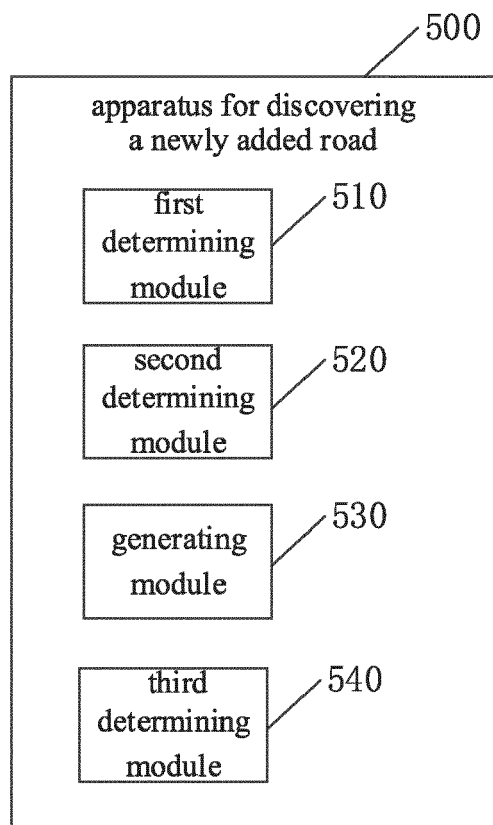 500
apparatus for discovering
a newly added road
first
determining
module
510
second
determining
module
520
generating
module
530
third
determining
module
540